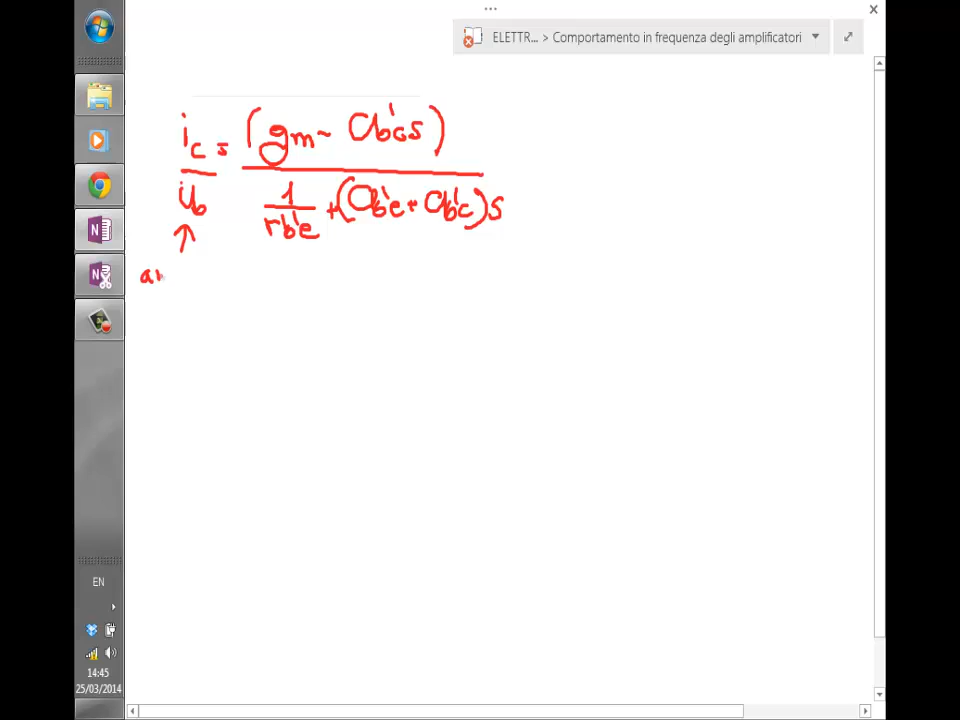 ELETTR... > Comportamento in frequenza degli amplificatori
ic = (gm - Cb'cs)
ib 1/rb'e + (Cb'e + Cb'c)s
EN
14:45
25/03/2014